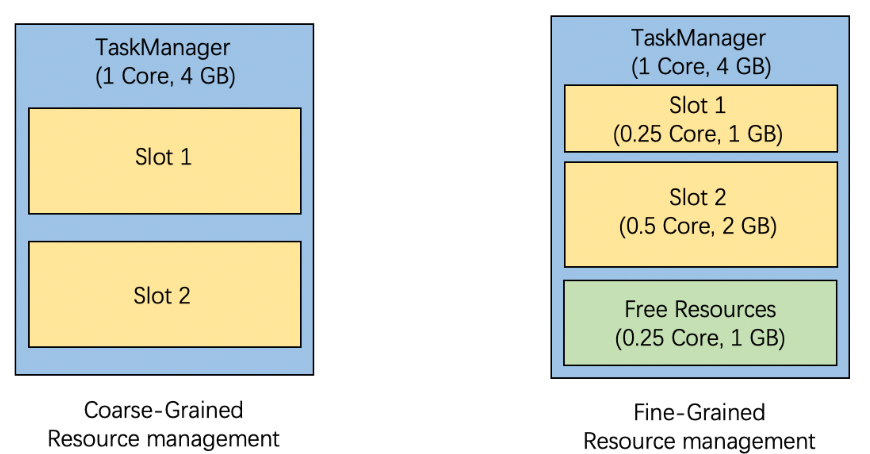 TaskManager
(1 Core, 4 GB)
Slot 1
Slot 2
Coarse-Grained
Resource management
TaskManager
(1 Core, 4 GB)
Slot 1
(0.25 Core, 1 GB)
Slot 2
(0.5 Core, 2 GB)
Free Resources
(0.25 Core, 1 GB)
Fine-Grained
Resource management